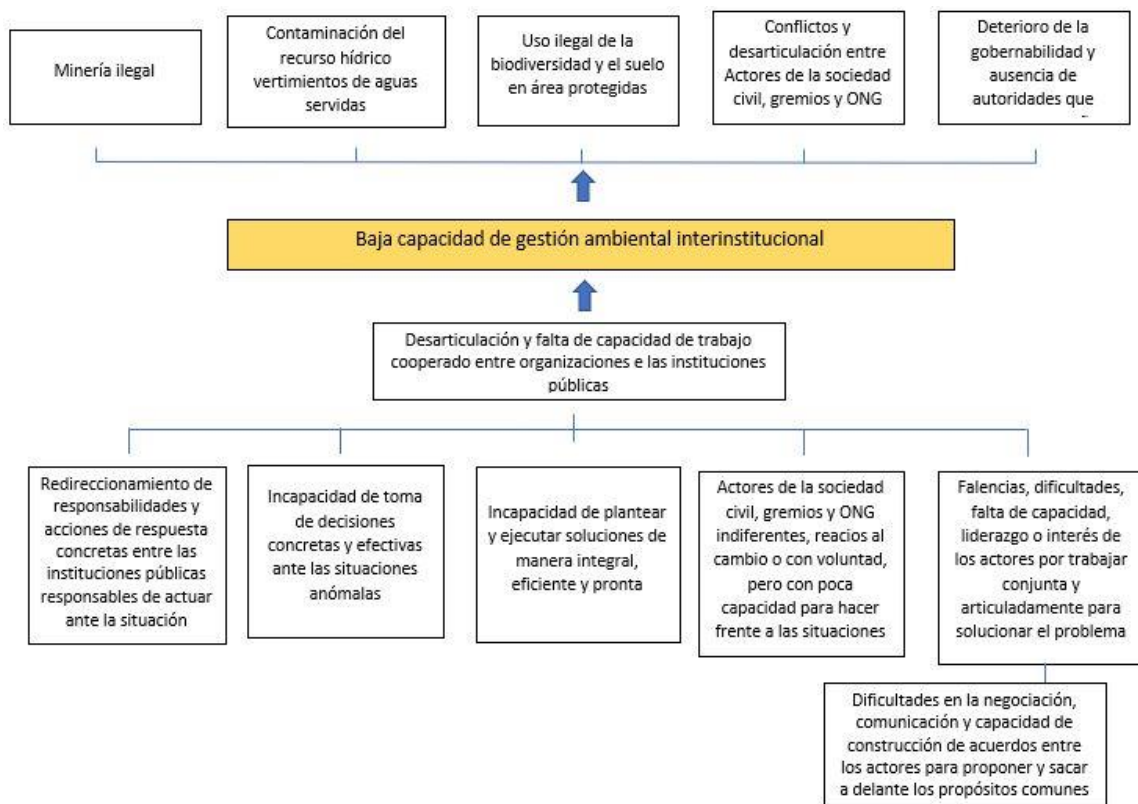 Minería ilegal
Contaminación del
recurso hídrico
vertimientos de aguas
servidas
Uso ilegal de la
biodiversidad y el suelo
en área protegidas
Conflictos y
desarticulación entre
Actores de la sociedad
civil, gremios y ONG
Deterioro de la
gobernabilidad y
ausencia de
autoridades que
Baja capacidad de gestión ambiental interinstitucional
Desarticulación y falta de capacidad de trabajo
cooperado entre organizaciones e las instituciones
públicas
Redireccionamiento de
responsabilidades y
acciones de respuesta
concretas entre las
instituciones públicas
responsables de actuar
ante la situación
Incapacidad de toma
de decisiones
concretas y efectivas
ante las situaciones
anómalas
Incapacidad de plantear
y ejecutar soluciones de
manera integral,
eficiente y pronta
Actores de la sociedad
civil, gremios y ONG
indiferentes, reacios al
cambio o con voluntad,
pero con poca
capacidad para hacer
frente a las situaciones
Falencias, dificultades,
falta de capacidad,
liderazgo o interés de
los actores por trabajar
conjunta y
articuladamente para
solucionar el problema
Dificultades en la negociación,
comunicación y capacidad de
construcción de acuerdos entre
los actores para proponer y sacar
a delante los propósitos comunes